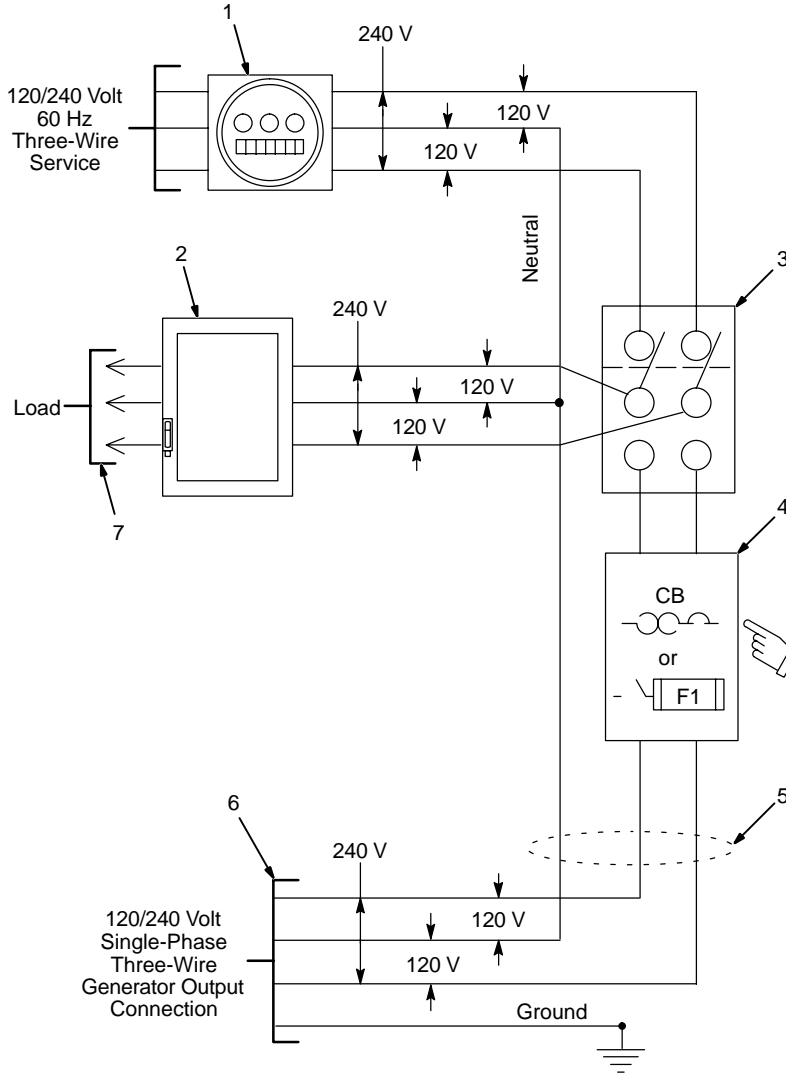 1
240 V
120/240 Volt
60 Hz
Three-Wire
Service
120 V
120 V
Neutral
2
3
240 V
120 V
Load
120 V
7
4
CB
or
F1
5
6
240 V
120/240 Volt
Single-Phase
Three-Wire
Generator Output
Connection
120 V
120 V
Ground